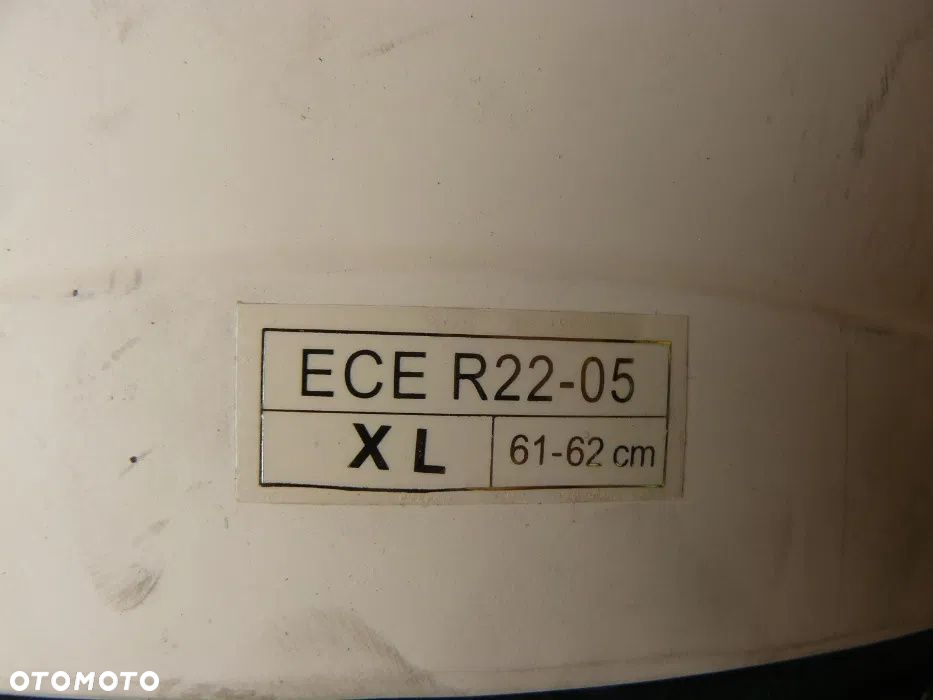 ECE R22-05
XL
61-62 cm
OTOMOTO